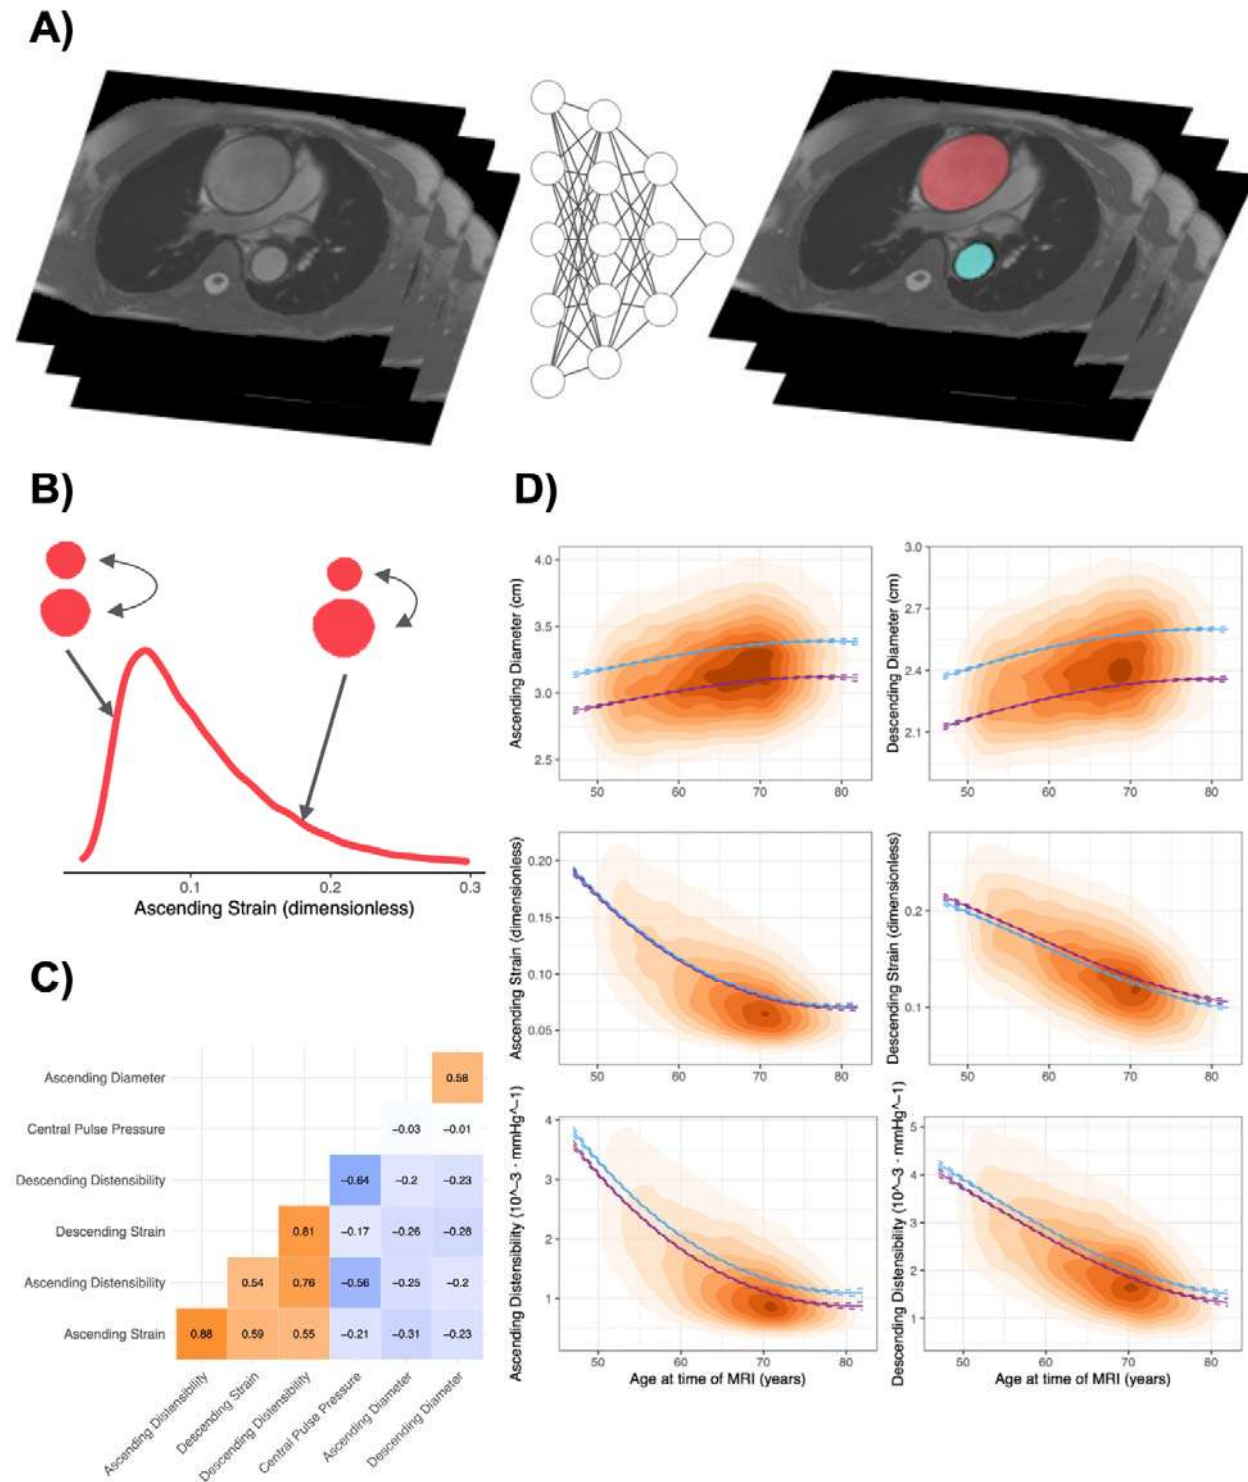 A)
B)
0.1
0.2
0.3
Ascending Strain (dimensionless)
C)
Ascending Diameter
0.58
Central Pulse Pressure
−0.03
−0.01
Descending Distensibility
−0.64
−0.2
−0.23
Descending Strain
0.81
−0.17
−0.26
−0.28
Ascending Distensibility
0.54
0.76
−0.56
−0.25
−0.2
Ascending Strain
0.88
0.59
0.55
−0.21
−0.31
−0.23
Ascending Distensibility
Descending Strain
Descending Distensibility
Central Pulse Pressure
Ascending Diameter
Descending Diameter
D)
Ascending Diameter (cm)
4.0
3.5
3.0
2.5
50
60
70
80
Descending Diameter (cm)
3.0
2.7
2.4
2.1
50
60
70
80
Ascending Strain (dimensionless)
0.20
0.15
0.10
0.05
50
60
70
80
Descending Strain (dimensionless)
0.2
0.1
50
60
70
80
Ascending Distensibility (10^−3 · mmHg^−1)
4
3
2
1
50
60
70
80
Age at time of MRI (years)
Descending Distensibility (10^−3 · mmHg^−1)
5
4
3
2
1
50
60
70
80
Age at time of MRI (years)